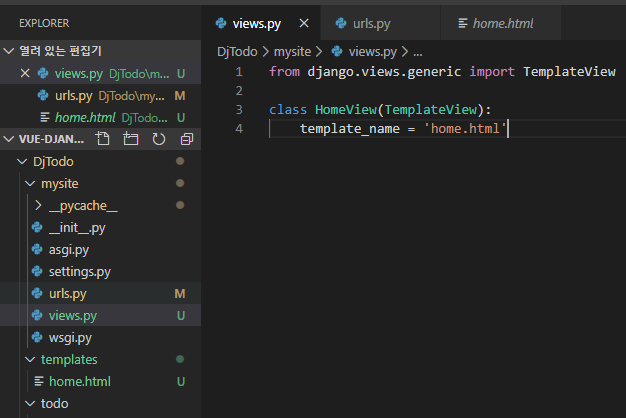 EXPLORER
열려 있는 편집기
views.py DjTodo\m... U
urls.py DjTodo\my... M
home.html DjTodo... U
VUE-DJAN...
DjTodo
mysite
__pycache__
__init__.py
asgi.py
settings.py
urls.py M
views.py U
wsgi.py
templates
home.html U
todo
views.py
urls.py
home.html
DjTodo > mysite > views.py > ...
1 from django.views.generic import TemplateView
2
3 class HomeView(TemplateView):
4 template_name = 'home.html'